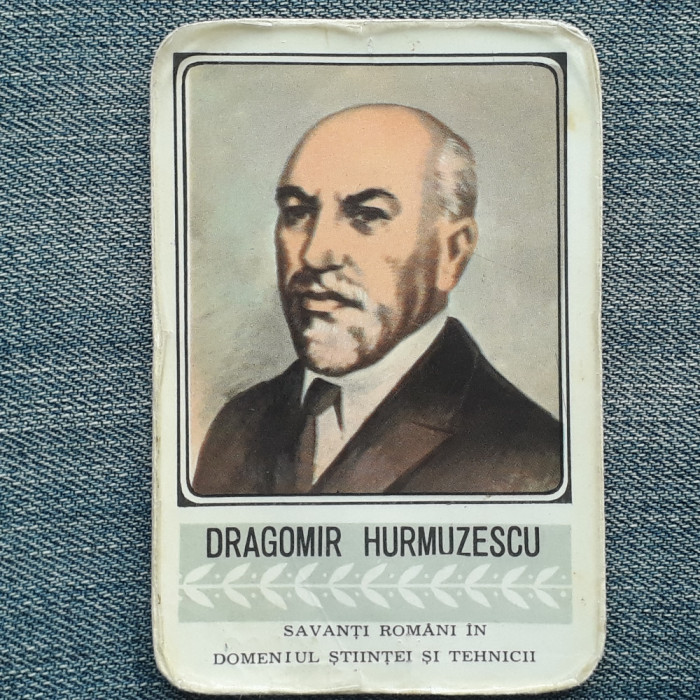 DRAGOMIR HURMUZESCU
SAVANȚI ROMÂNI ÎN
DOMENIUL ȘTIINȚEI ȘI TEHNICII